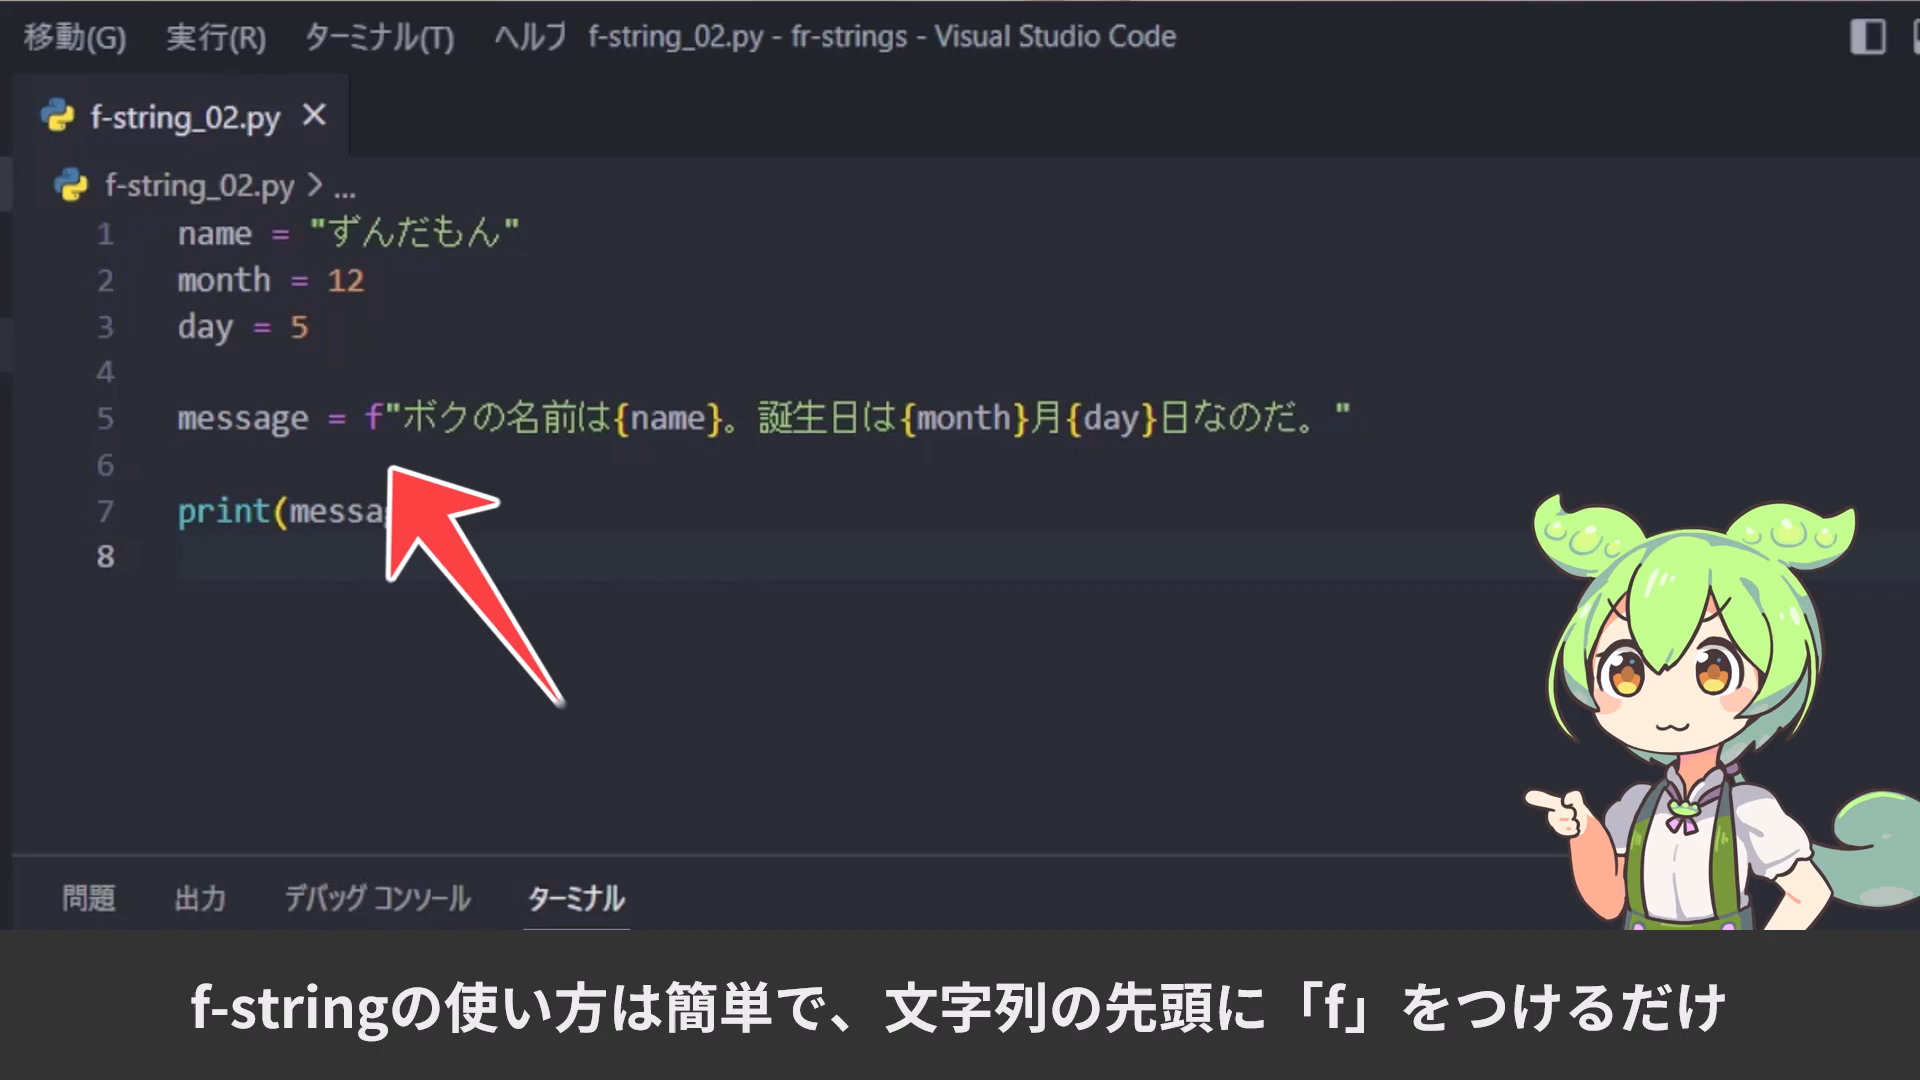 移動(G) 実行(R) ターミナル(T) ヘルプ f-string_02.py - fr-strings - Visual Studio Code
f-string_02.py ×
f-string_02.py > ...
1 name = "ずんだもん"
2 month = 12
3 day = 5
4
5 message = f"ボクの名前は{name}。誕生日は{month}月{day}日なのだ。"
6
7 print(messa
8
問題 出力 デバッグ コンソール ターミナル
f-stringの使い方は簡単で、文字列の先頭に「f」をつけるだけ